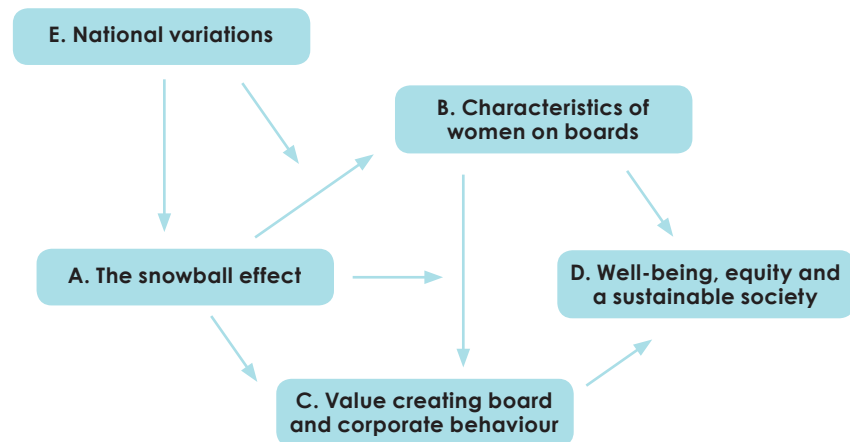 E. National variations
B. Characteristics of
women on boards
A. The snowball effect
D. Well-being, equity and
a sustainable society
C. Value creating board
and corporate behaviour